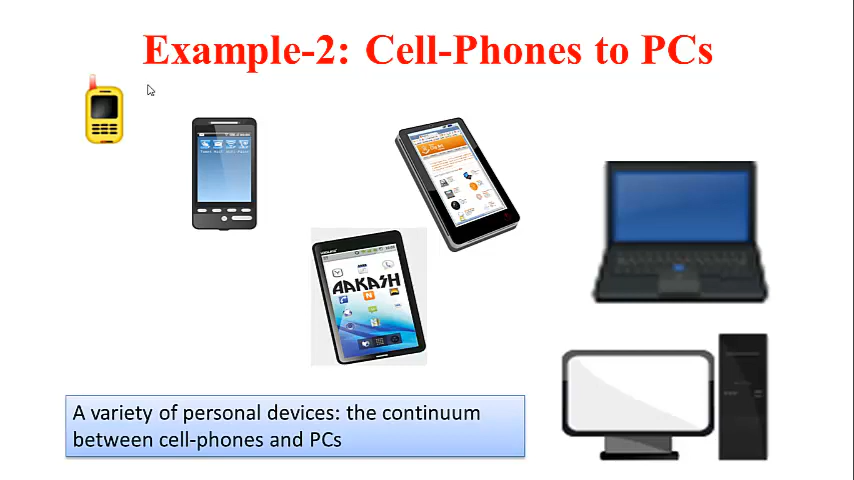 Example-2: Cell-Phones to PCs
AAKASH
A variety of personal devices: the continuum
between cell-phones and PCs